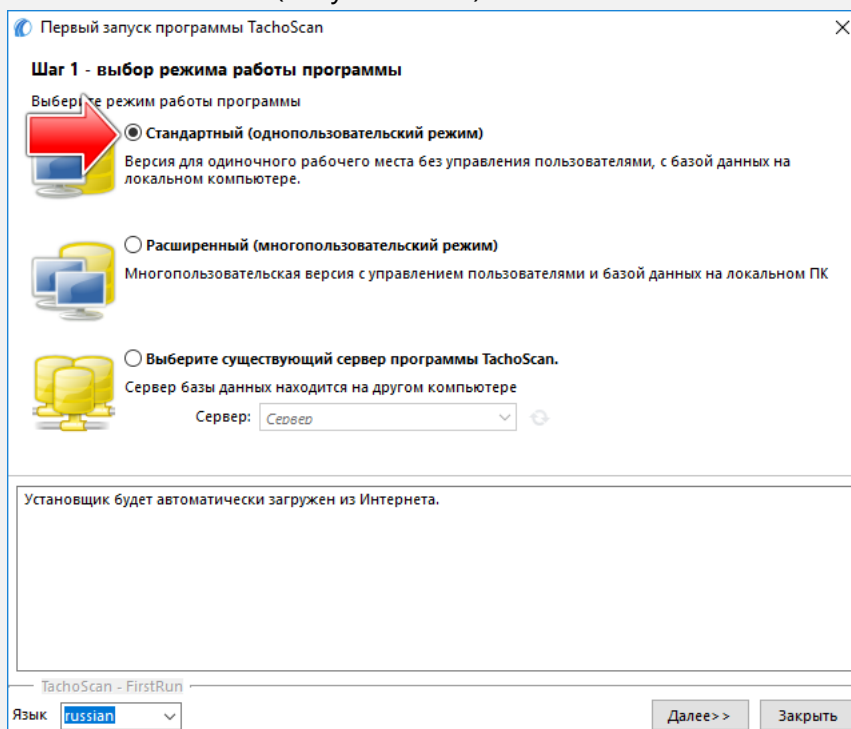 Первый запуск программы TachoScan
Шаг 1 - выбор режима работы программы
Выберите режим работы программы
Стандартный (однопользовательский режим)
Версия для одиночного рабочего места без управления пользователями, с базой данных на
локальном компьютере.
Расширенный (многопользовательский режим)
Многопользовательская версия с управлением пользователями и базой данных на локальном ПК
Выберите существующий сервер программы TachoScan.
Сервер базы данных находится на другом компьютере
Сервер: Сервер
Установщик будет автоматически загружен из Интернета.
TachoScan - FirstRun
Язык russian Далее>> Закрыть